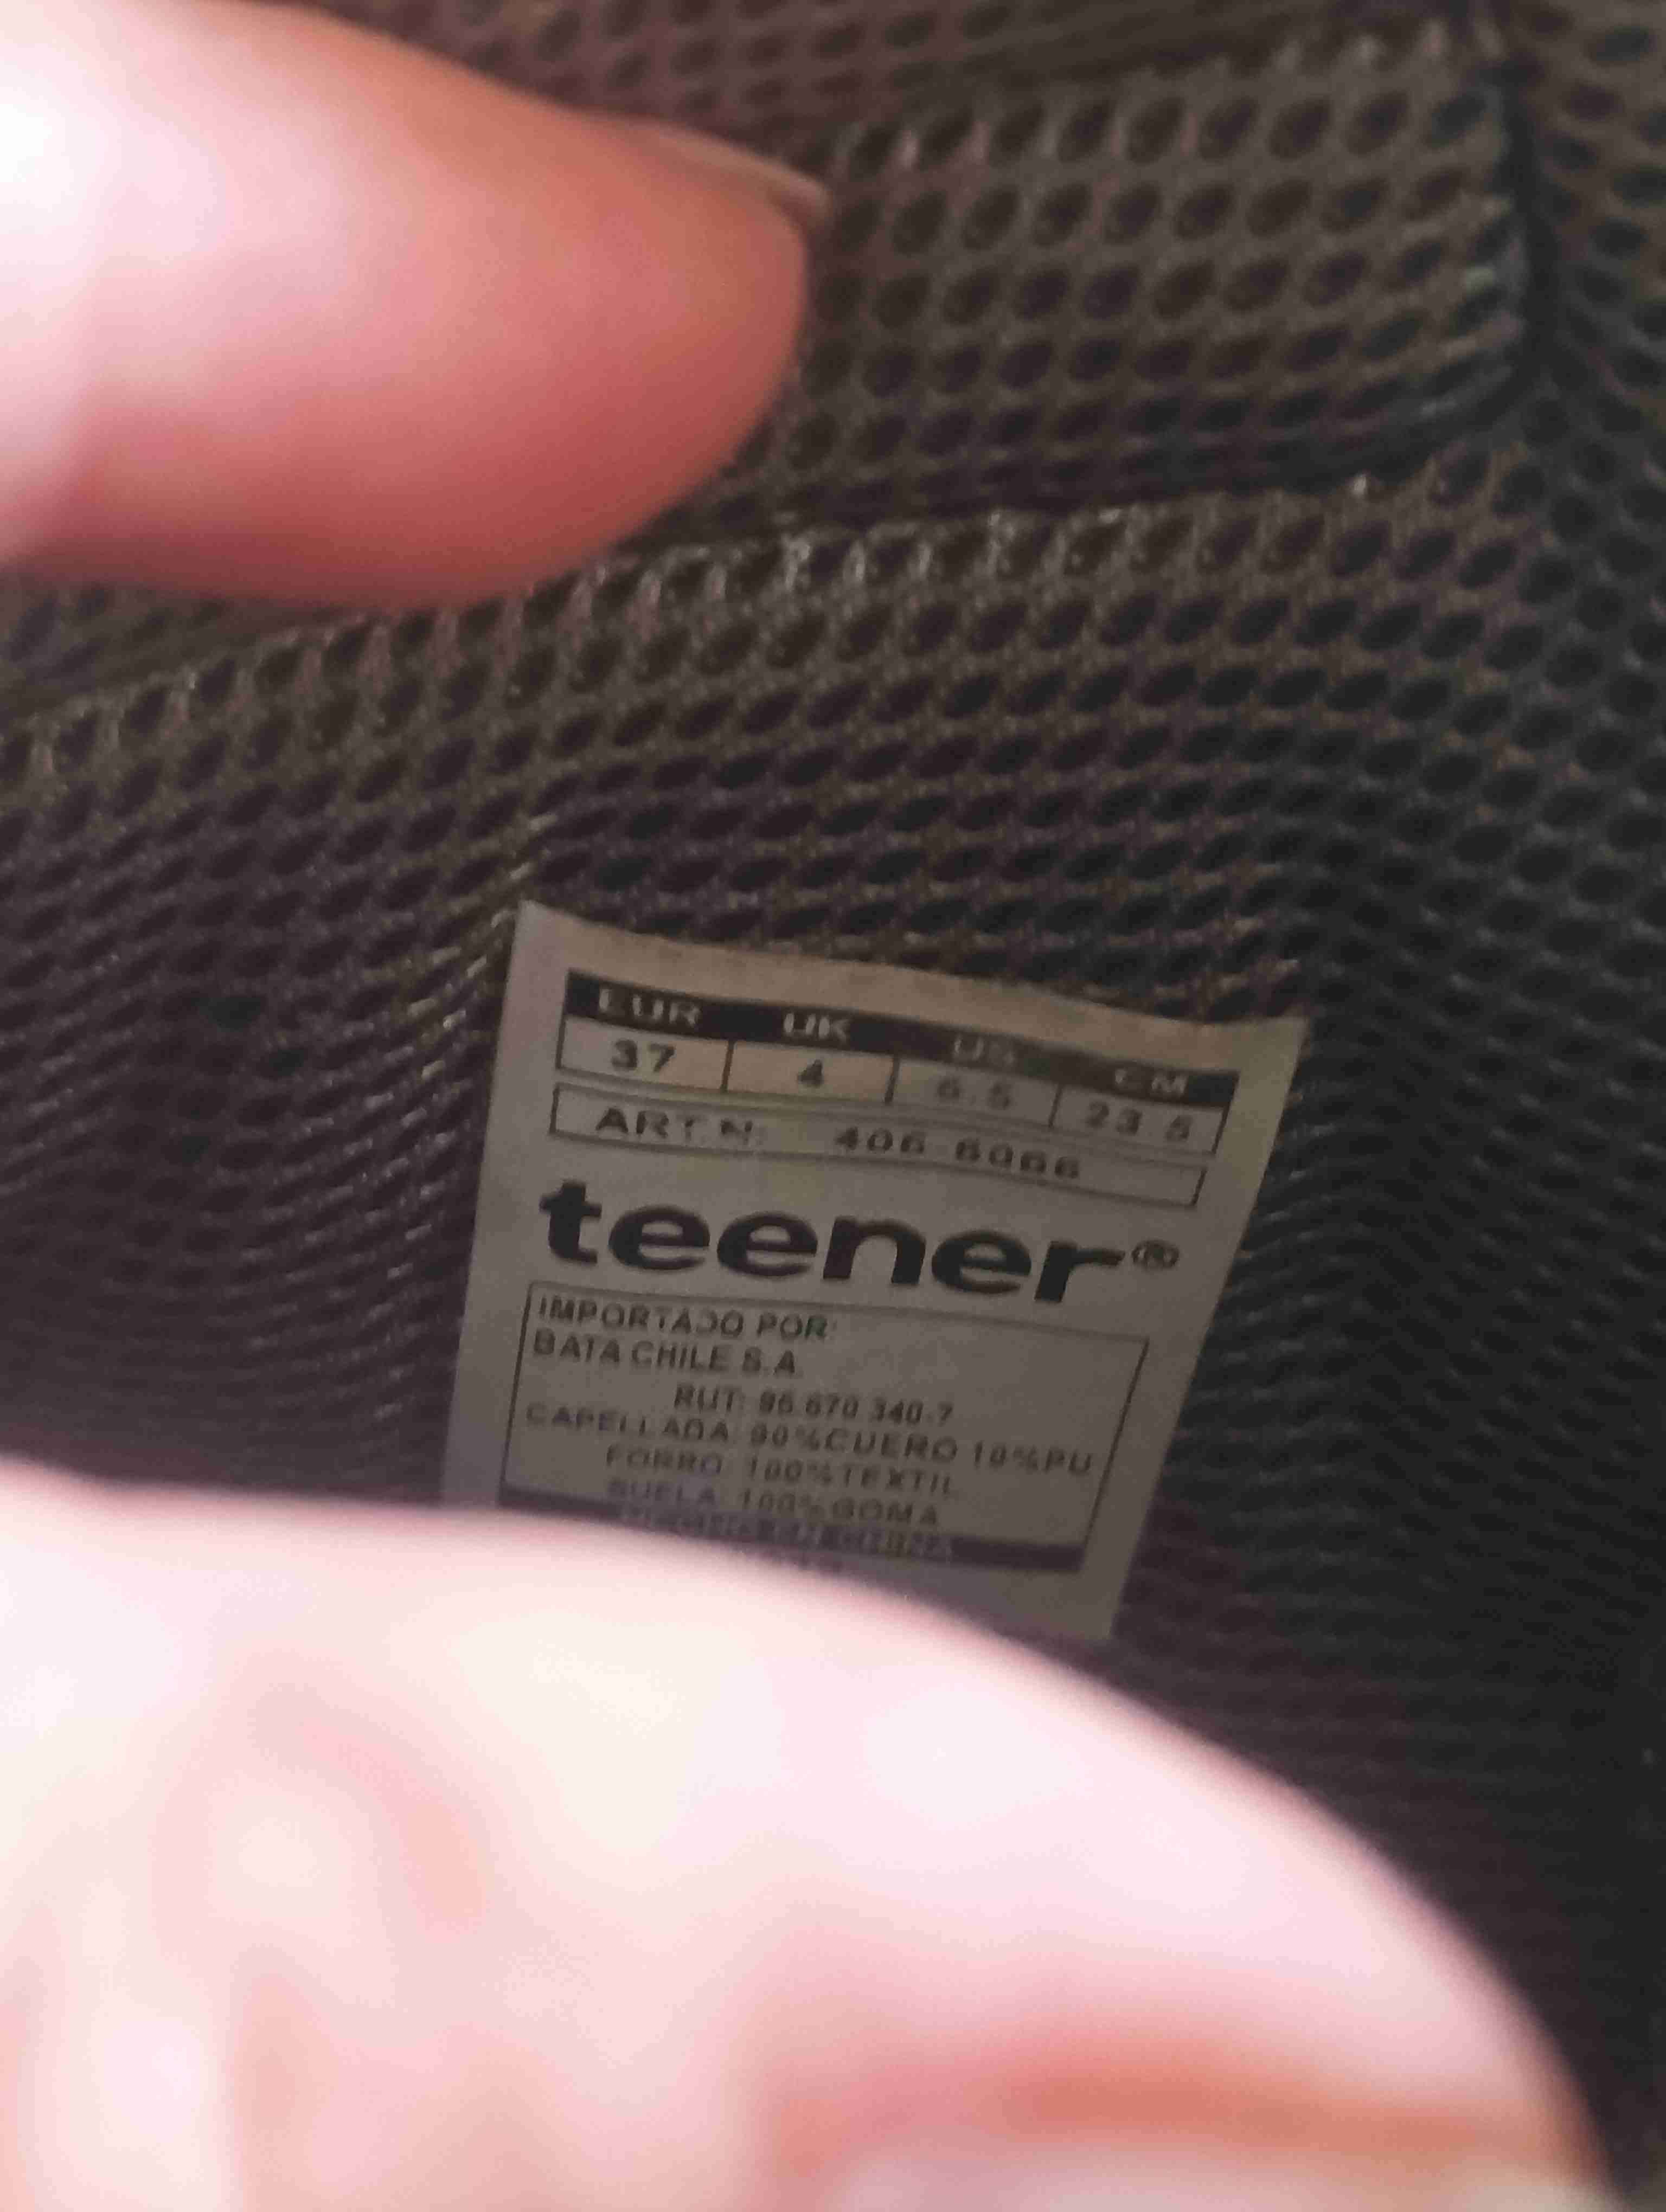 EUR UK US CM
37 4 6.5 23.5
ART.N: 406-6066
teener®
IMPORTADO POR:
BATA CHILE S.A.
RUT: 96.670.340-7
CAPELLADA: 90%CUERO 10%PU
FORRO: 100%TEXTIL
SUELA: 100%GOMA